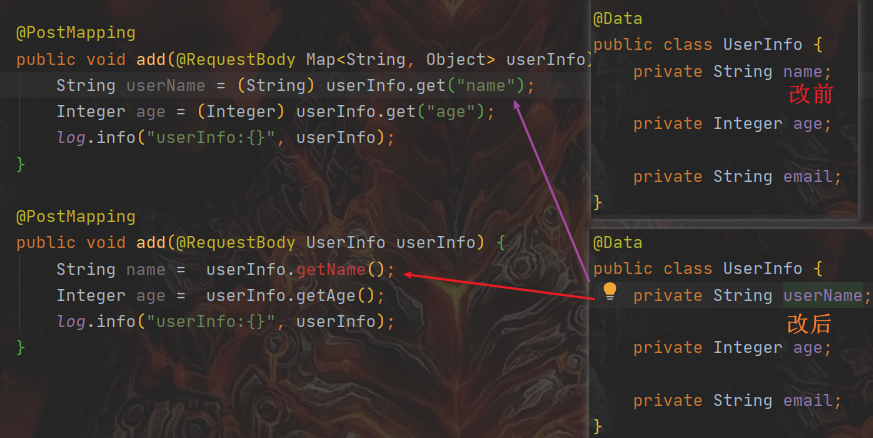 @PostMapping
public void add(@RequestBody Map<String, Object> userInfo)
    String userName = (String) userInfo.get("name");
    Integer age = (Integer) userInfo.get("age");
    log.info("userInfo:{}", userInfo);
}
@PostMapping
public void add(@RequestBody UserInfo userInfo) {
    String name =  userInfo.getName();
    Integer age =  userInfo.getAge();
    log.info("userInfo:{}", userInfo);
}
@Data
public class UserInfo {
    private String name;
改前
    private Integer age;
    private String email;
}
@Data
public class UserInfo {
    private String userName;
改后
    private Integer age;
    private String email;
}